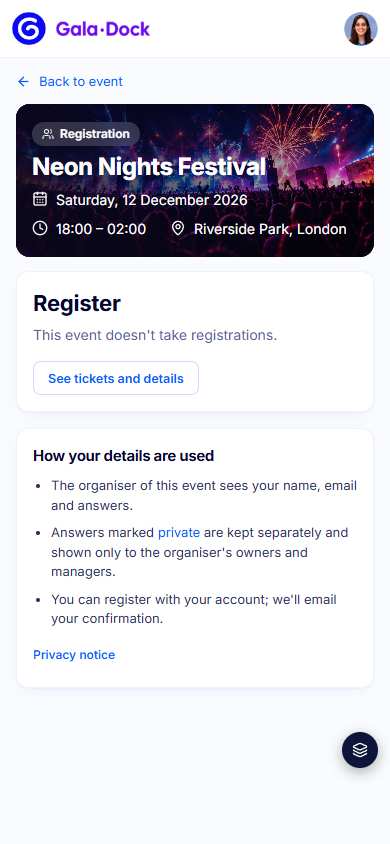 Gala·Dock
Back to event
Registration
Neon Nights Festival
Saturday, 12 December 2026
18:00 – 02:00 Riverside Park, London
Register
This event doesn't take registrations.
See tickets and details
How your details are used
• The organiser of this event sees your name, email
and answers.
• Answers marked private are kept separately and
shown only to the organiser's owners and
managers.
• You can register with your account; we'll email
your confirmation.
Privacy notice